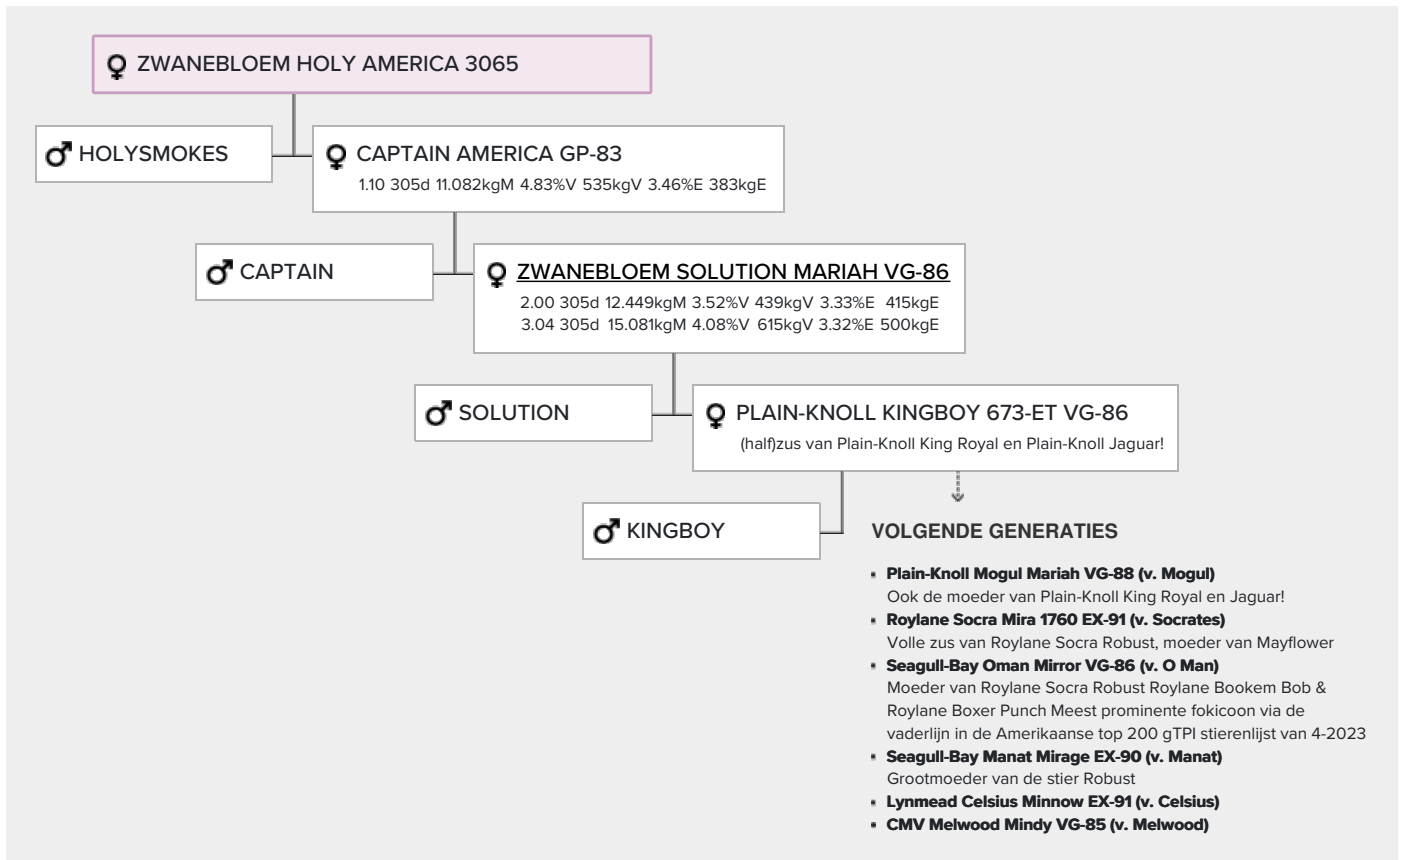 ZWANEBLOEM HOLY AMERICA 3065
HOLYSMOKES
CAPTAIN AMERICA GP-83
1.10 305d 11.082kgM 4.83%V 535kgV 3.46%E 383kgE
CAPTAIN
ZWANEBLOEM SOLUTION MARIAH VG-86
2.00 305d 12.449kgM 3.52%V 439kgV 3.33%E 415kgE
3.04 305d 15.081kgM 4.08%V 615kgV 3.32%E 500kgE
SOLUTION
PLAIN-KNOLL KINGBOY 673-ET VG-86
(half)zus van Plain-Knoll King Royal en Plain-Knoll Jaguar!
KINGBOY
VOLGENDE GENERATIES
Plain-Knoll Mogul Mariah VG-88 (v. Mogul)
Ook de moeder van Plain-Knoll King Royal en Jaguar!
Roylane Socra Mira 1760 EX-91 (v. Socrates)
Volle zus van Roylane Socra Robust, moeder van Mayflower
Seagull-Bay Oman Mirror VG-86 (v. O Man)
Moeder van Roylane Socra Robust Roylane Bookem Bob &
Roylane Boxer Punch Meest prominente fokicoon via de
vaderlijn in de Amerikaanse top 200 gTPI stierenlijst van 4-2023
Seagull-Bay Manat Mirage EX-90 (v. Manat)
Grootmoeder van de stier Robust
Lynmead Celsius Minnow EX-91 (v. Celsius)
CMV Melwood Mindy VG-85 (v. Melwood)